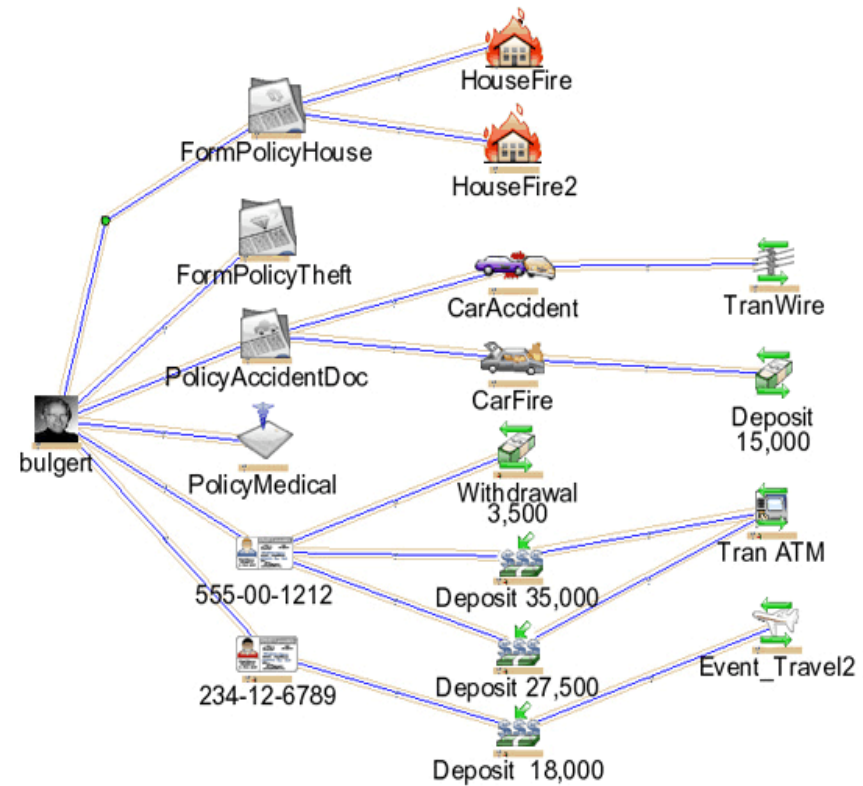 HouseFire
FormPolicyHouse
HouseFire2
FormPolicyTheft
CarAccident
TranWire
PolicyAccidentDoc
CarFire
Deposit
15,000
bulgert
PolicyMedical
Withdrawal
3,500
Tran ATM
555-00-1212
Deposit 35,000
234-12-6789
Deposit 27,500
Event_Travel2
Deposit 18,000